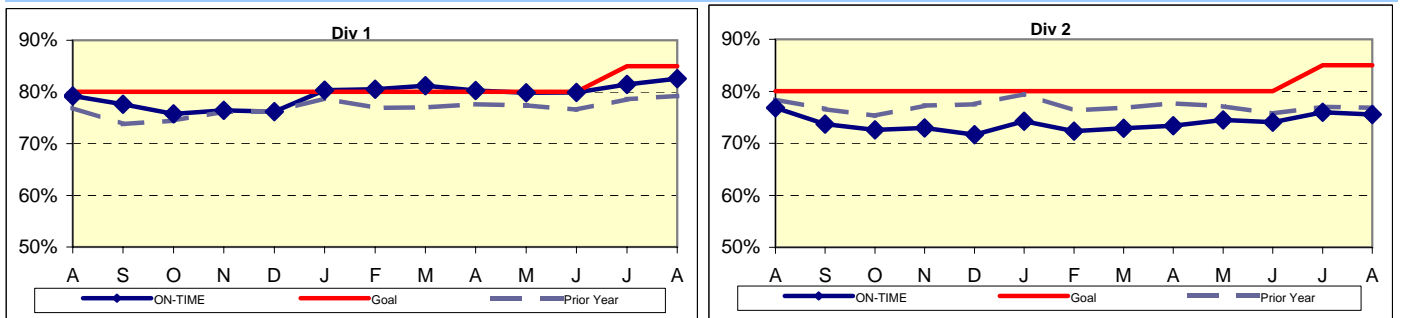 Div 1
90%
80%
70%
60%
50%
A S O N D J F M A M J J A
ON-TIME Goal Prior Year
Div 2
90%
80%
70%
60%
50%
A S O N D J F M A M J J A
ON-TIME Goal Prior Year